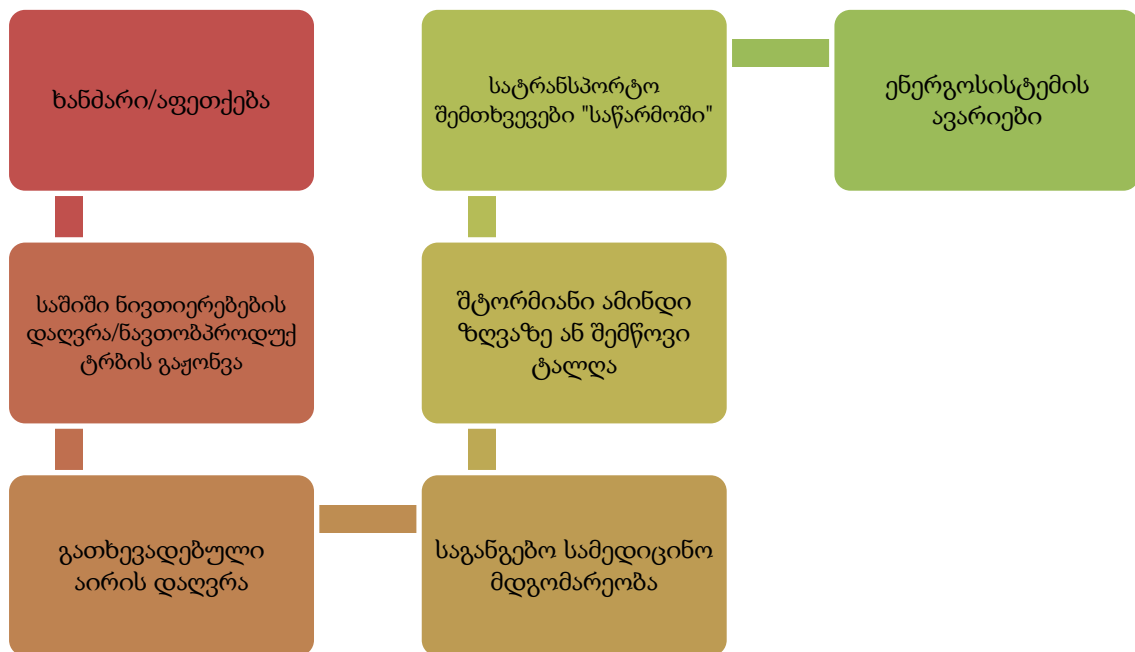 ხანძარი/აფეთქება
საშიში ნივთიერებების
დაღვრა/ნავთობპროდუქ
ტრბის გაჟონვა
გათხევადებული
აირის დაღვრა
საგანგებო სამედიცინო
მდგომარეობა
შტორმიანი ამინდი
ზღვაზე ან შემწოვი
ტალღა
სატრანსპორტო
შემთხვევები "საწარმოში"
ენერგოსისტემის
ავარიები